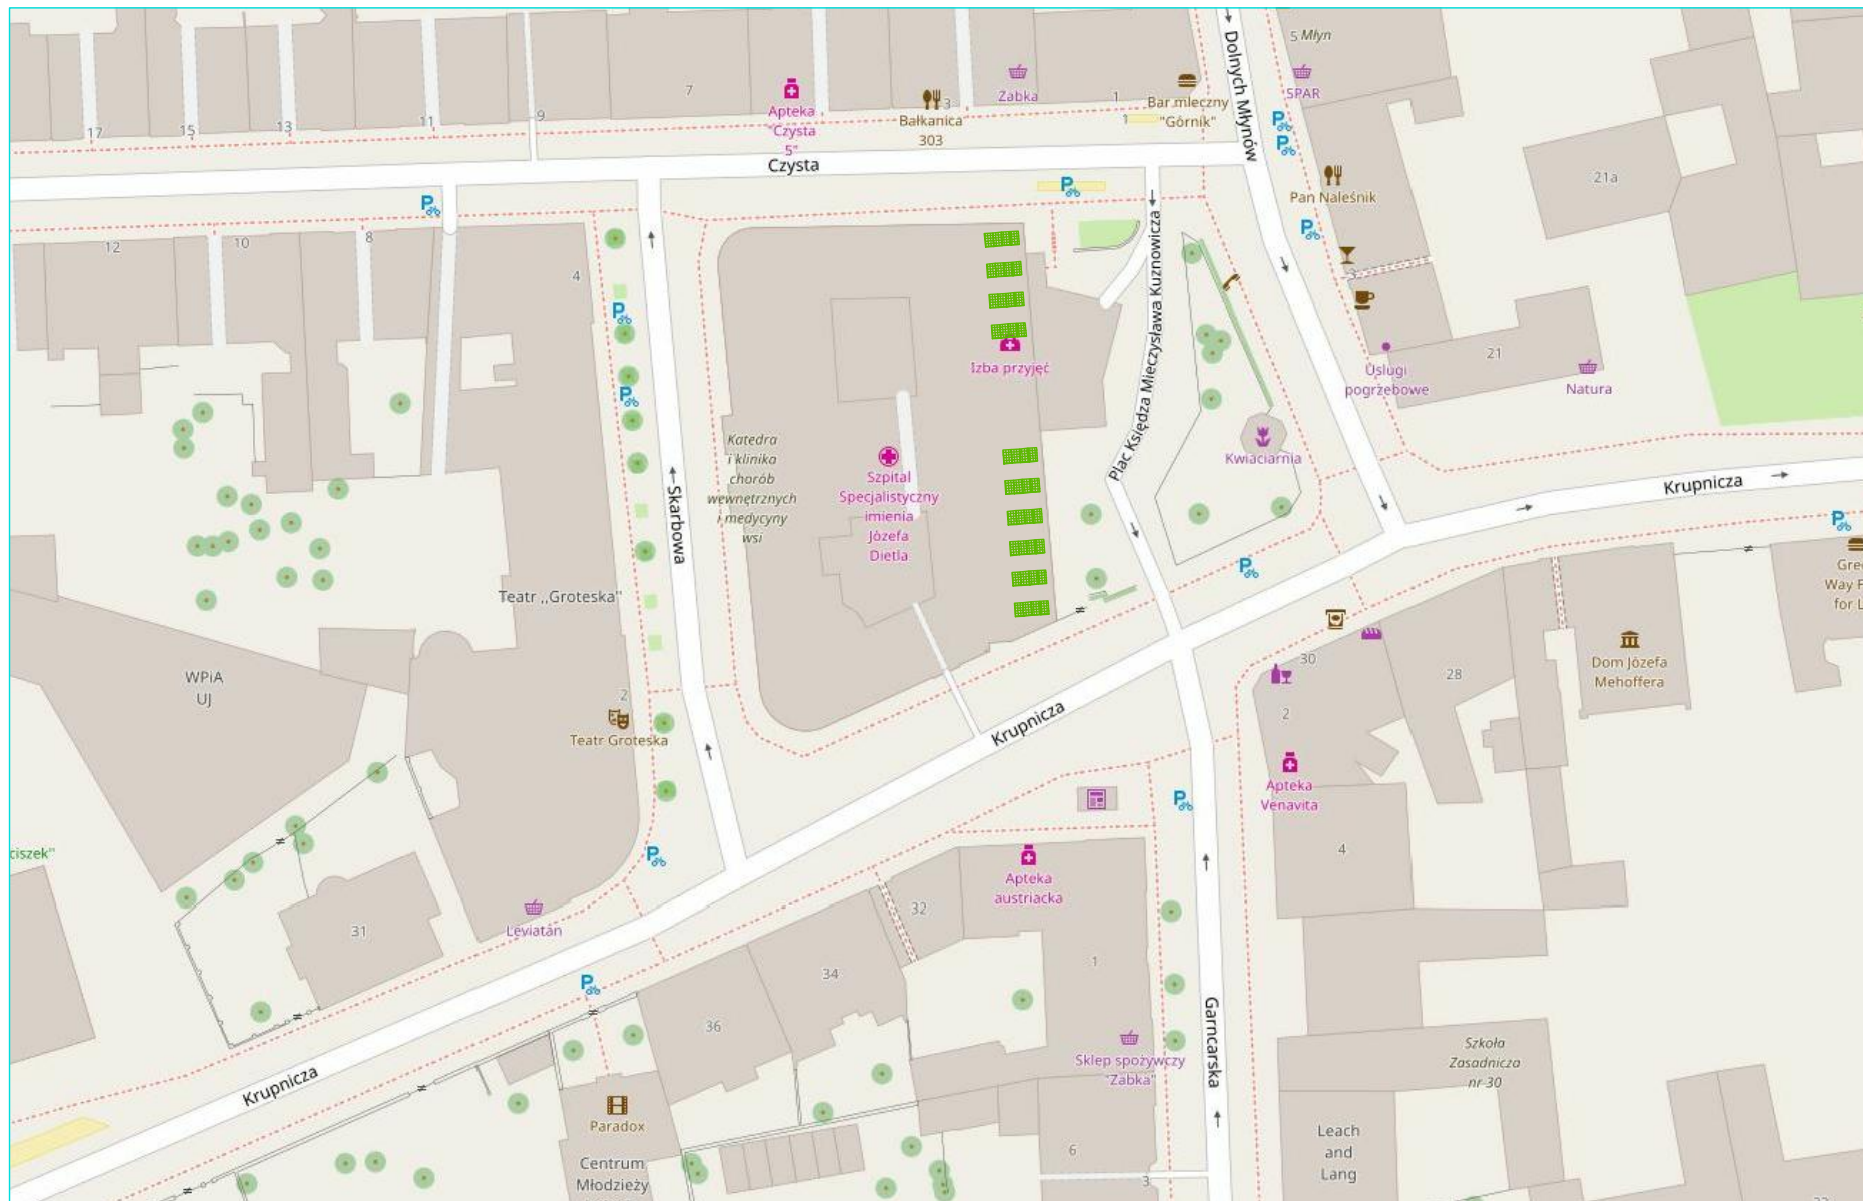 5 Młyn
Dolnych Młynów
SPAR
7
Apteka
"Czysta
5"
3
Bałkanica
303
Żabka
1
1
Bar mleczny
"Górnik"
17
15
13
11
9
Czysta
Pan Naleśnik
21a
12
10
8
4
Plac Księdza Mieczysława Kuznowicza
3
Izba przyjęć
21
Usługi
pogrzebowe
Natura
Katedra
i klinika
chorób
wewnętrznych
i medycyny
wsi
Szpital
Specjalistyczny
imienia
Józefa
Dietla
Kwiaciarnia
Krupnicza
Skarbowa
Teatr ,,Groteska"
Dom Józefa
Mehoffera
30
28
2
WPiA
UJ
2
Teatr Groteska
Krupnicza
Apteka
Venavita
4
ciszek"
Apteka
austriacka
32
31
Leviatan
34
1
36
Garncarska
Sklep spożywczy
"Żabka"
Szkoła
Zasadnicza
nr 30
Krupnicza
Paradox
Centrum
Młodzieży
6
3
Leach
and
Lang